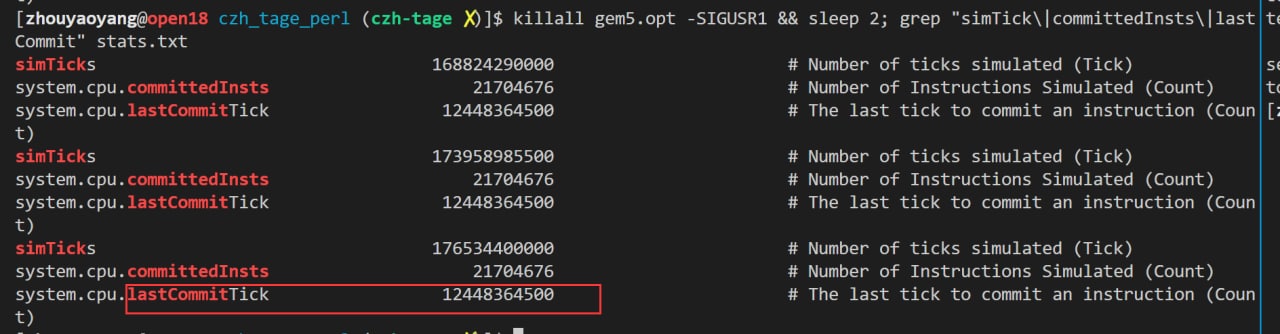 [zhouyaoyang@open18 czh_tage_perl (czh-tage ✗)]$ killall gem5.opt -SIGUSR1 && sleep 2; grep "simTick\|committedInsts\|last
Commit" stats.txt
simTicks 168824290000 # Number of ticks simulated (Tick)
system.cpu.committedInsts 21704676 # Number of Instructions Simulated (Count)
system.cpu.lastCommitTick 12448364500 # The last tick to commit an instruction (Coun
t)
simTicks 173958985500 # Number of ticks simulated (Tick)
system.cpu.committedInsts 21704676 # Number of Instructions Simulated (Count)
system.cpu.lastCommitTick 12448364500 # The last tick to commit an instruction (Coun
t)
simTicks 176534400000 # Number of ticks simulated (Tick)
system.cpu.committedInsts 21704676 # Number of Instructions Simulated (Count)
system.cpu.lastCommitTick 12448364500 # The last tick to commit an instruction (Coun
t)